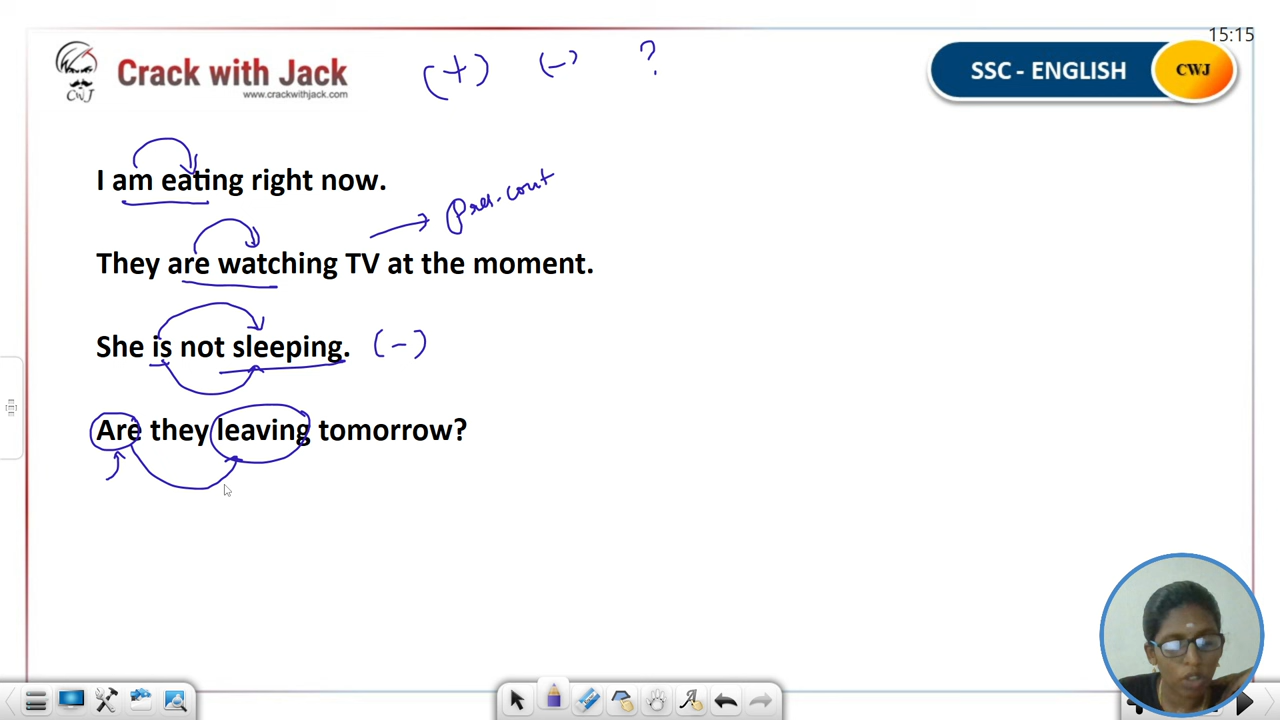 15:15
Crack with Jack
www.crackwithjack.com
CWJ
(+) (-) ?
SSC - ENGLISH
CWJ
I am eating right now.
Pres. cont
They are watching TV at the moment.
She is not sleeping. (-)
Are they leaving tomorrow?